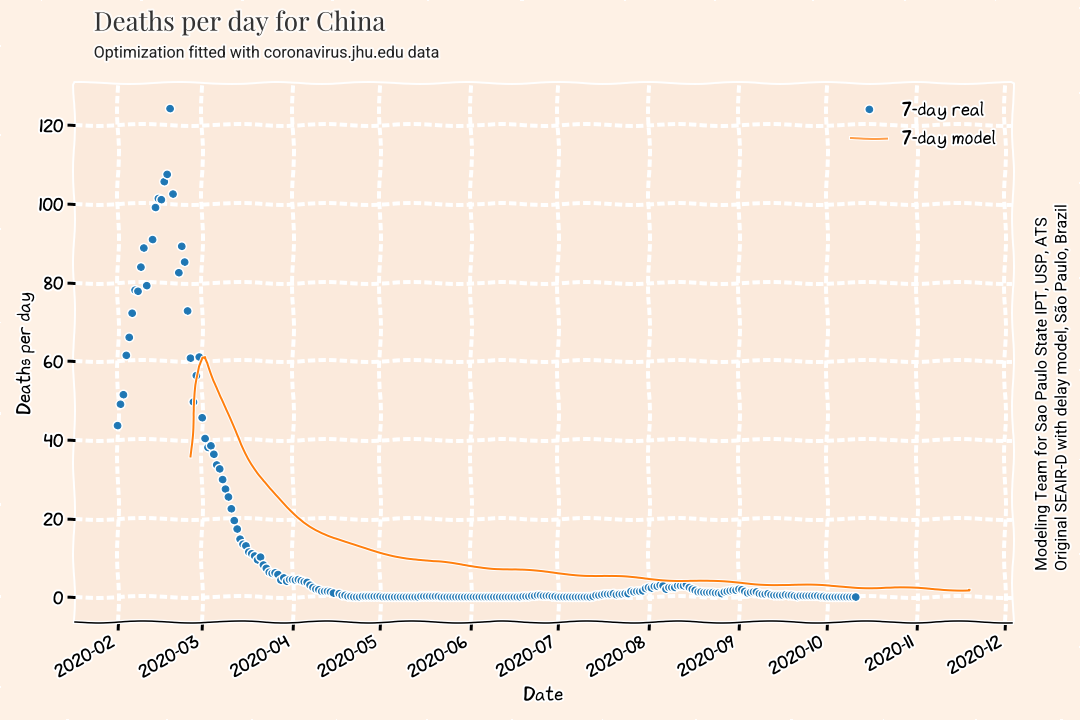 Deaths per day for China
Optimization fitted with coronavirus.jhu.edu data
7-day real
7-day model
120
100
80
60
40
20
0
Deaths per day
2020-02
2020-03
2020-04
2020-05
2020-06
2020-07
2020-08
2020-09
2020-10
2020-11
2020-12
Date
Modeling Team for Sao Paulo State IPT, USP, ATS
Original SEAIR-D with delay model, São Paulo, Brazil